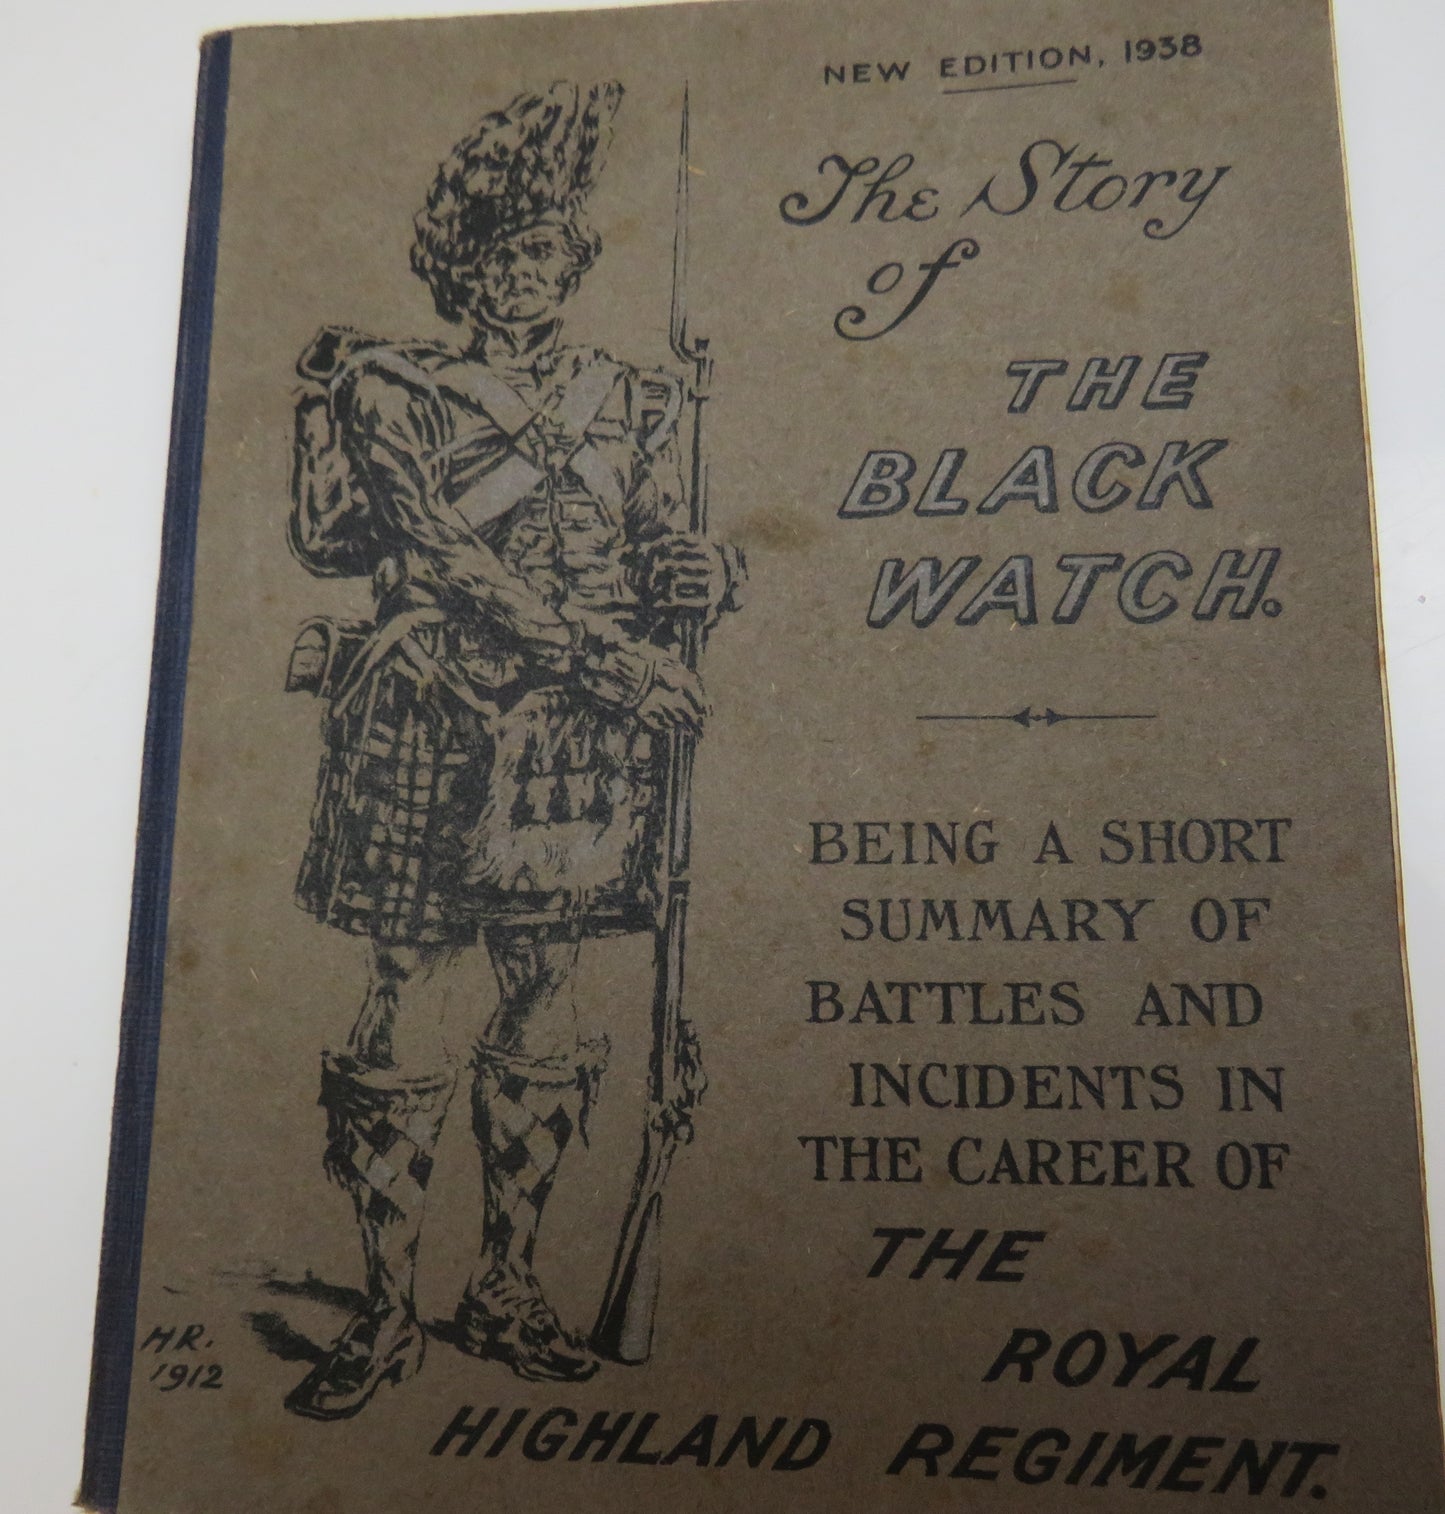 NEW EDITION, 1938
The Story
of
THE
BLACK
WATCH.
BEING A SHORT
SUMMARY OF
BATTLES AND
INCIDENTS IN
THE CAREER OF
THE
ROYAL
HIGHLAND REGIMENT.
H.R.
1912